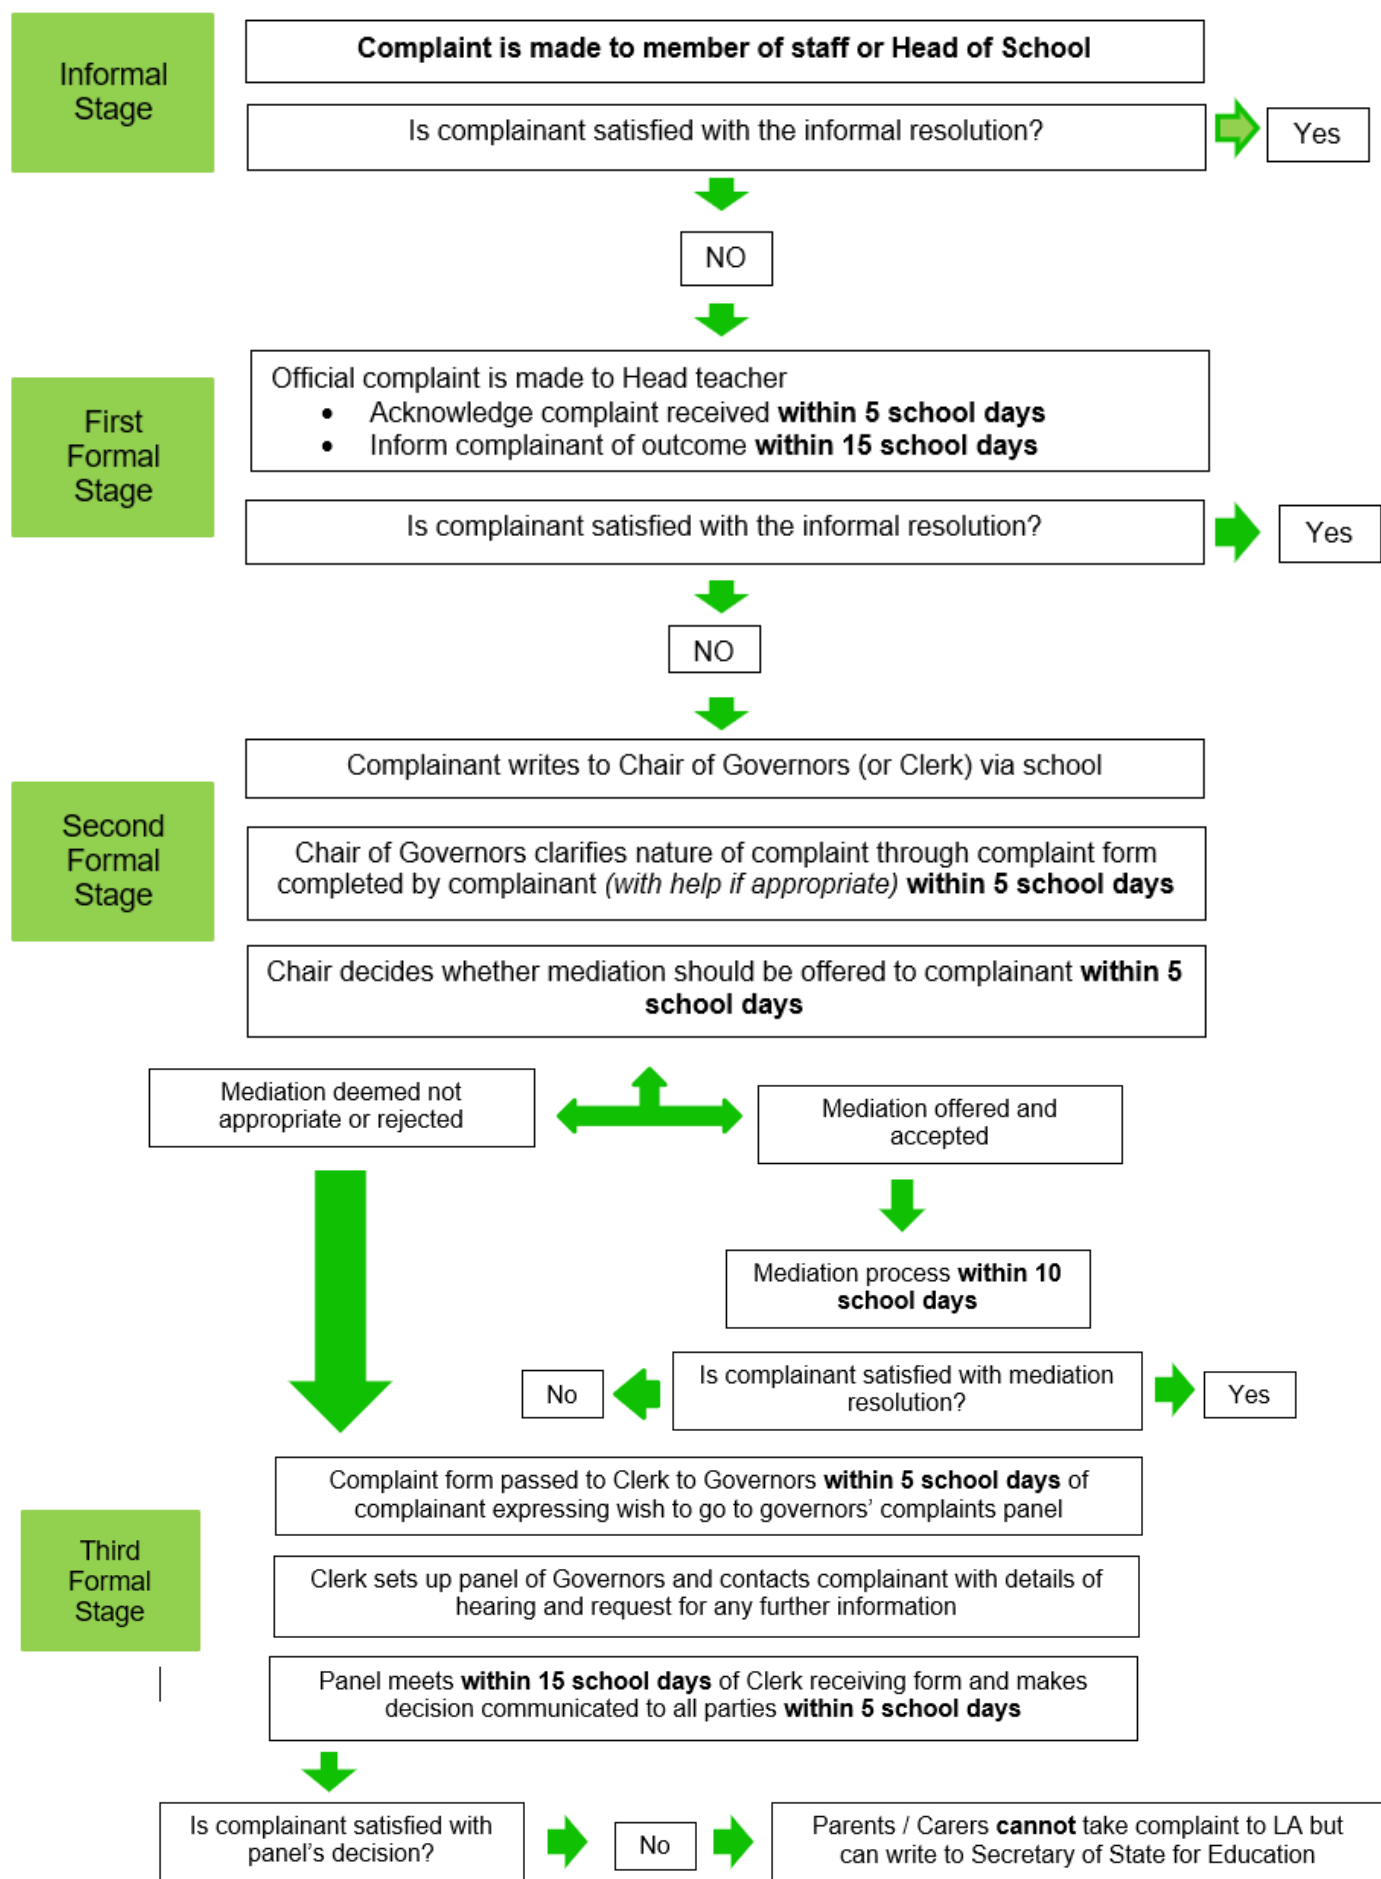 Informal
Stage
Complaint is made to member of staff or Head of School
Is complainant satisfied with the informal resolution?
Yes
NO
First
Formal
Stage
Official complaint is made to Head teacher
• Acknowledge complaint received within 5 school days
• Inform complainant of outcome within 15 school days
Is complainant satisfied with the informal resolution?
Yes
NO
Second
Formal
Stage
Complainant writes to Chair of Governors (or Clerk) via school
Chair of Governors clarifies nature of complaint through complaint form
completed by complainant (with help if appropriate) within 5 school days
Chair decides whether mediation should be offered to complainant within 5
school days
Mediation deemed not
appropriate or rejected
Mediation offered and
accepted
Mediation process within 10
school days
Is complainant satisfied with mediation
resolution?
No
Yes
Third
Formal
Stage
Complaint form passed to Clerk to Governors within 5 school days of
complainant expressing wish to go to governors’ complaints panel
Clerk sets up panel of Governors and contacts complainant with details of
hearing and request for any further information
Panel meets within 15 school days of Clerk receiving form and makes
decision communicated to all parties within 5 school days
Is complainant satisfied with
panel’s decision?
No
Parents / Carers cannot take complaint to LA but
can write to Secretary of State for Education